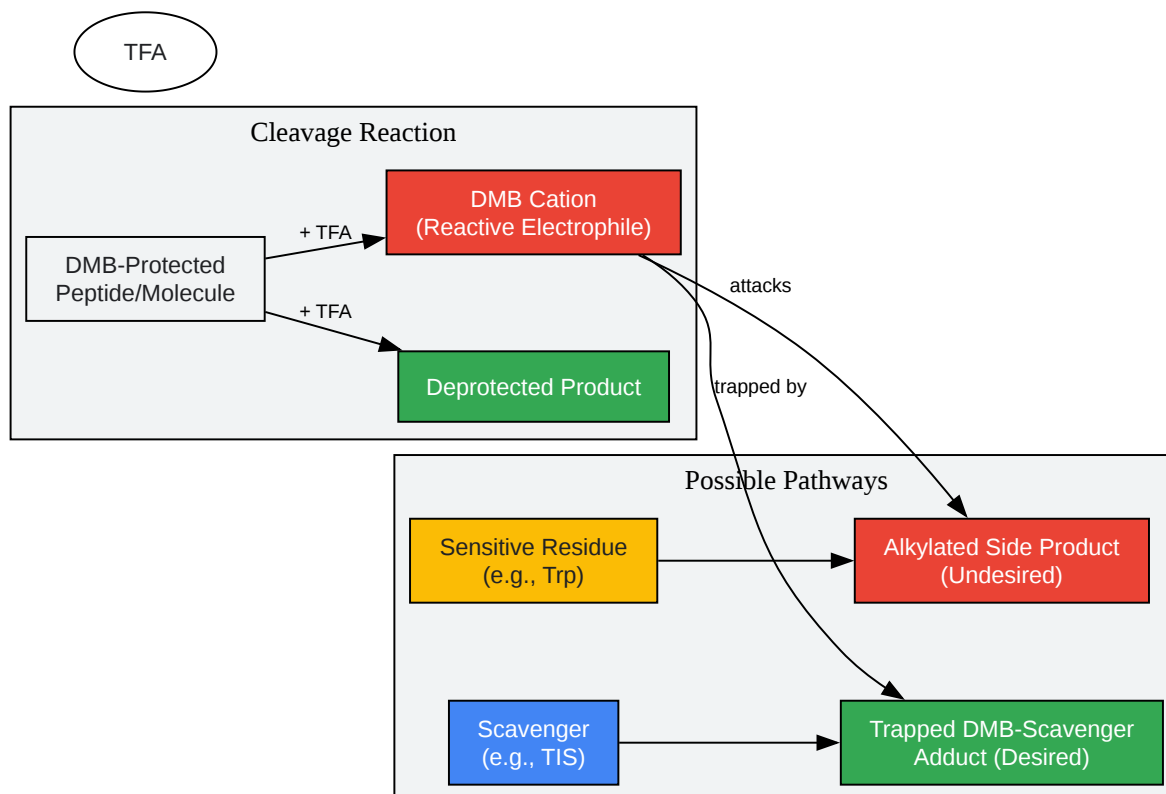 TFA
Cleavage Reaction
DMB Cation
(Reactive Electrophile)
+ TFA
DMB-Protected
Peptide/Molecule
+ TFA
Deprotected Product
attacks
trapped by
Possible Pathways
Sensitive Residue
(e.g., Trp)
Alkylated Side Product
(Undesired)
Scavenger
(e.g., TIS)
Trapped DMB-Scavenger
Adduct (Desired)